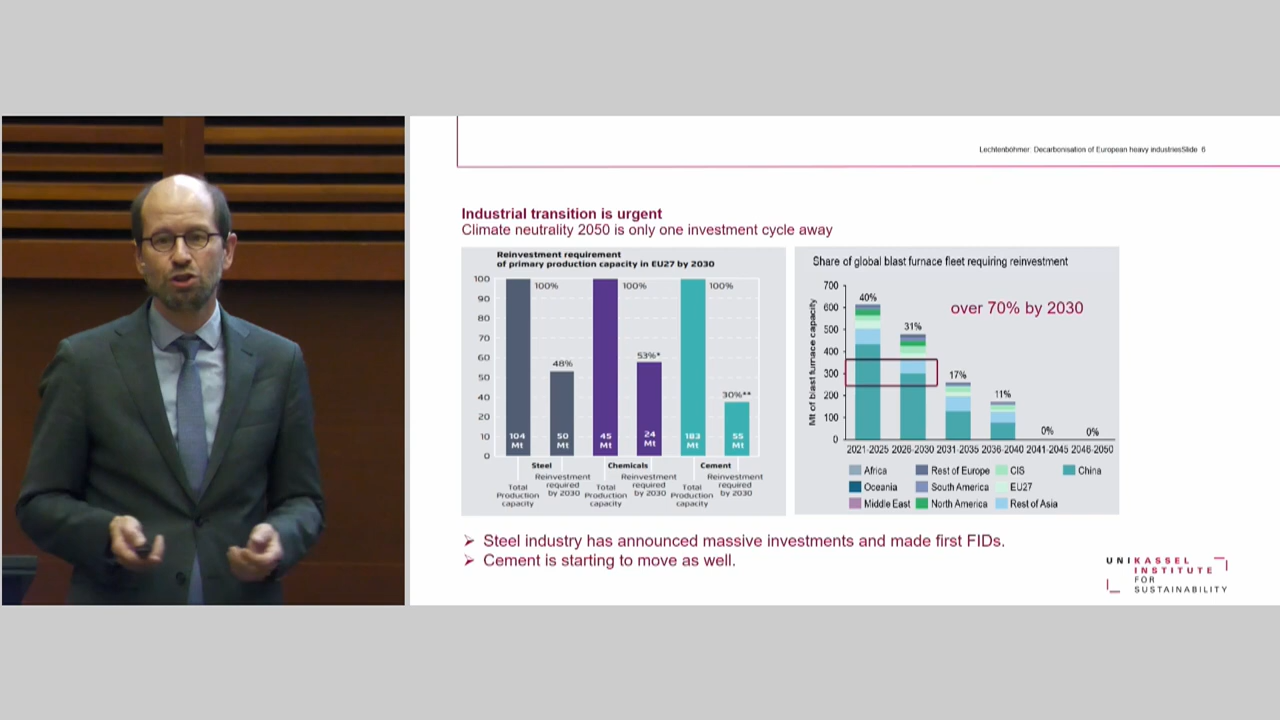 Lechtenböhmer: Decarbonisation of European heavy industriesSlide 6
Industrial transition is urgent
Climate neutrality 2050 is only one investment cycle away
Reinvestment requirement
of primary production capacity in EU27 by 2030
100
90
80
70
60
50
40
20
10
0
100%
48%
100%
53%*
100%
30%**
104
Mt
50
Mt
45
Mt
24
Mt
183
Mt
55
Mt
Steel
Chemicals
Cement
Total
Production
capacity
Reinvestment
required
by 2030
Total
Production
capacity
Reinvestment
required
by 2030
Total
Production
capacity
Reinvestment
required
by 2030
Share of global blast furnace fleet requiring reinvestment
over 70% by 2030
Mt of blast furnace capacity
700
600
500
400
300
200
100
0
40%
31%
17%
11%
0%
0%
2021-2025 2026-2030 2031-2035 2036-2040 2041-2045 2046-2050
Africa
Rest of Europe
CIS
China
Oceania
South America
EU27
Middle East
North America
Rest of Asia
Steel industry has announced massive investments and made first FIDs.
Cement is starting to move as well.
UNIKASSEL
INSTITUTE
FOR
SUSTAINABILITY